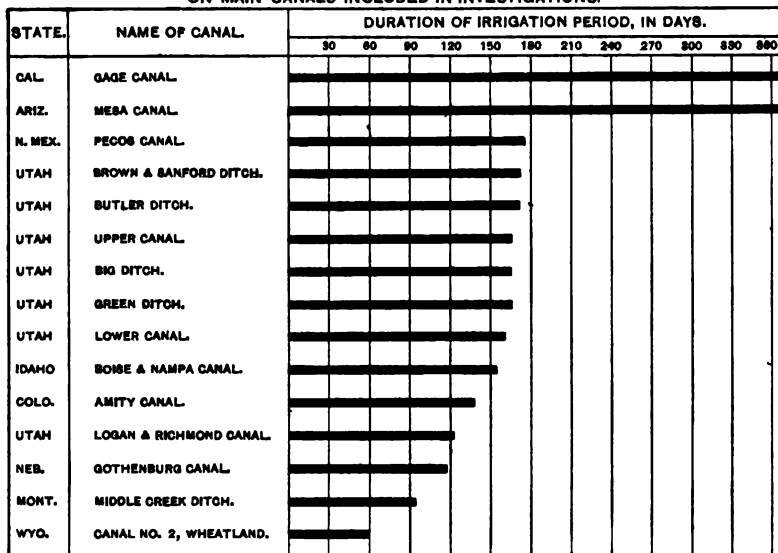 ON MAIN CANALS INCLUDED IN INVESTIGATIONS.
STATE. NAME OF CANAL. DURATION OF IRRIGATION PERIOD, IN DAYS.
30 60 90 120 150 180 210 240 270 300 330 360
CAL. GAGE CANAL.
ARIZ. MESA CANAL.
N. MEX. PECOS CANAL.
UTAH BROWN & SANFORD DITCH.
UTAH BUTLER DITCH.
UTAH UPPER CANAL.
UTAH BIG DITCH.
UTAH GREEN DITCH.
UTAH LOWER CANAL.
IDAHO BOISE & NAMPA CANAL.
COLO. AMITY CANAL.
UTAH LOGAN & RICHMOND CANAL.
NEB. GOTHENBURG CANAL.
MONT. MIDDLE CREEK DITCH.
WYO. CANAL NO. 2, WHEATLAND.